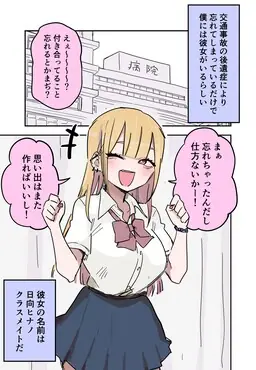 交通事故の後遺症により
忘れてしまっているだけで
僕には彼女がいるらしい
病院
えぇ～～～～?
付き合ってること
忘れるとかまぢ?
まぁ
忘れちゃったんだし
仕方ないかー!
思い出はまた
作ればいいし!
彼女の名前は
日向ヒナノ
クラスメイトだ